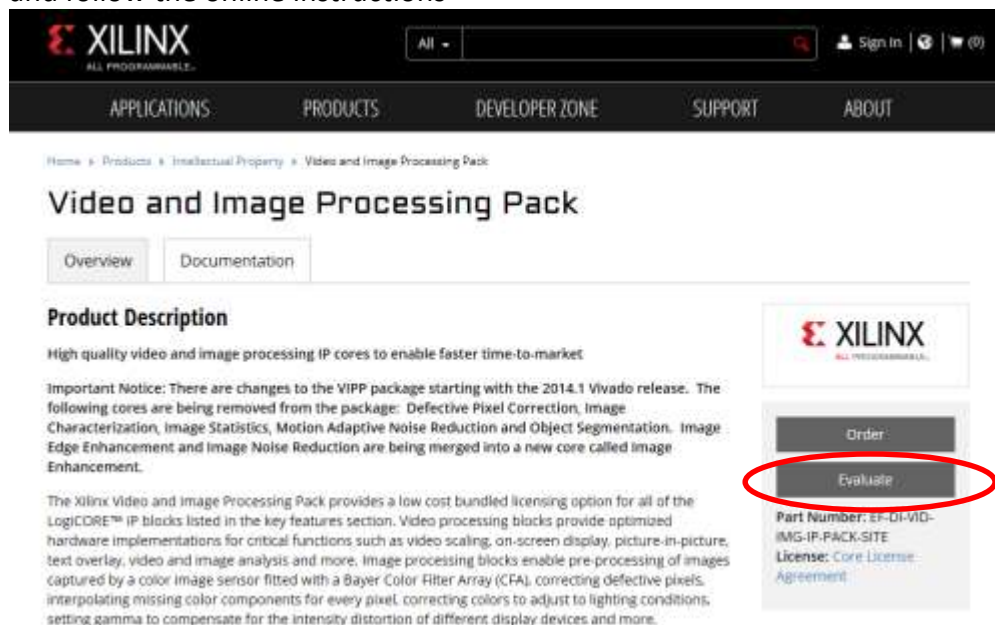 and follow the online instructions
XILINX
ALL PROGRAMMABLE.
All
Sign In
(0)
APPLICATIONS PRODUCTS DEVELOPER ZONE SUPPORT ABOUT
Home Products Intellectual Property Video and Image Processing Pack
Video and Image Processing Pack
Overview Documentation
Product Description
High quality video and image processing IP cores to enable faster time-to-market
Important Notice: There are changes to the VIPP package starting with the 2014.1 Vivado release. The
following cores are being removed from the package: Defective Pixel Correction, Image
Characterization, Image Statistics, Motion Adaptive Noise Reduction and Object Segmentation. Image
Edge Enhancement and Image Noise Reduction are being merged into a new core called Image
Enhancement.
The Xilinx Video and Image Processing Pack provides a low cost bundled licensing option for all of the
LogiCORE™ IP blocks listed in the key features section. Video processing blocks provide optimized
hardware implementations for critical functions such as video scaling, on-screen display, picture-in-picture,
text overlay, video and image analysis and more. Image processing blocks enable pre-processing of images
captured by a color image sensor fitted with a Bayer Color Filter Array (CFA), correcting defective pixels,
interpolating missing color components for every pixel, correcting colors to adjust to lighting conditions,
setting gamma to compensate for the intensity distortion of different display devices and more.
XILINX
ALL PROGRAMMABLE.
Order
Evaluate
Part Number: EF-DI-VID-
IMG-IP-PACK-SITE
License: Core License
Agreement